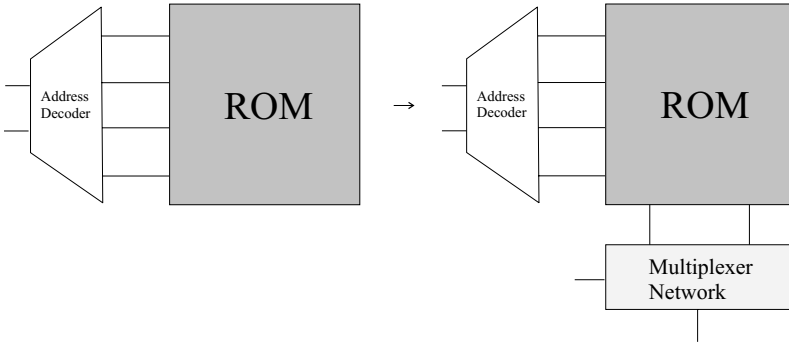 Address
Decoder
ROM
→
Address
Decoder
ROM
Multiplexer
Network